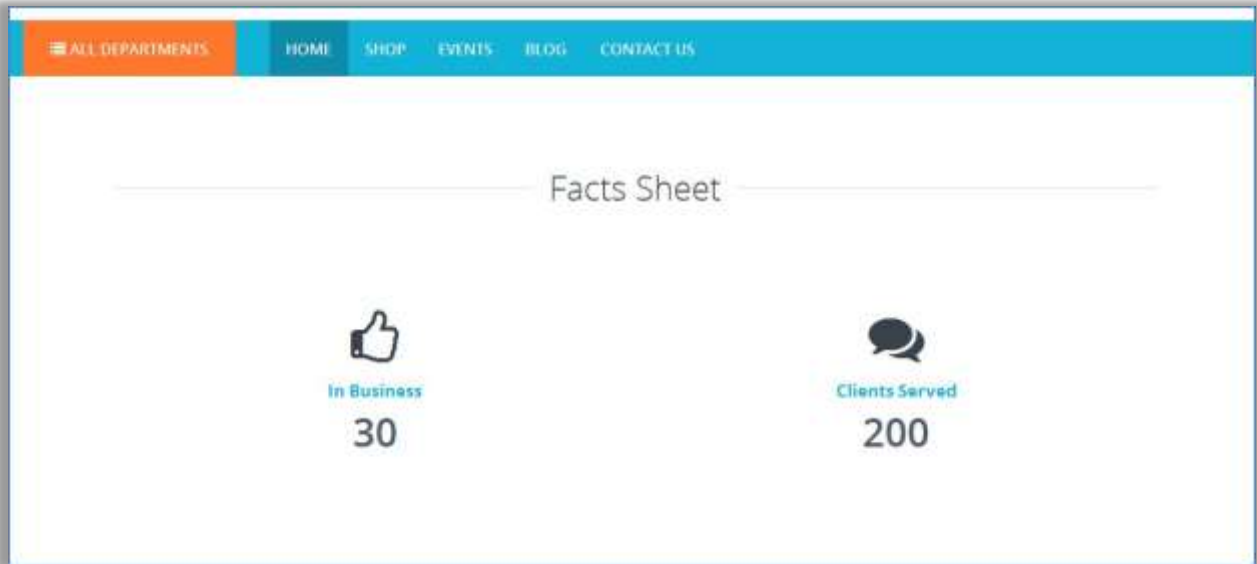 ALL DEPARTMENTS HOME SHOP EVENTS BLOG CONTACT US
Facts Sheet
In Business
30
Clients Served
200